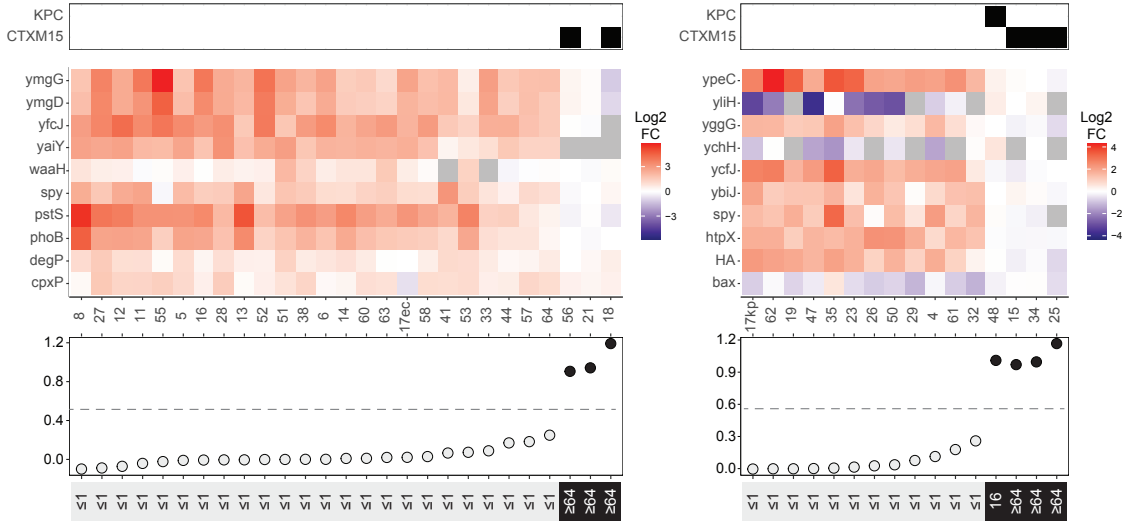 KPC
CTXM15
ymgG
ymgD
yfcJ
yaiY
waaH
spy
pstS
phoB
degP
cpxP
Log2
FC
3
0
−3
8 27 12 11 55 5 16 28 13 52 51 38 6 14 60 63 17ec 58 41 53 33 44 57 64 56 21 18
1.2
0.8
0.4
0.0
≤1 ≤1 ≤1 ≤1 ≤1 ≤1 ≤1 ≤1 ≤1 ≤1 ≤1 ≤1 ≤1 ≤1 ≤1 ≤1 ≤1 ≤1 ≤1 ≤1 ≤1 ≤1 ≤1 ≤1 ≥64 ≥64 ≥64
KPC
CTXM15
ypeC
yliH
yggG
ychH
ycfJ
ybiJ
spy
htpX
HA
bax
Log2
FC
4
2
0
−2
−4
17kp 62 19 47 35 23 26 50 29 4 61 32 48 15 34 25
1.2
0.9
0.6
0.3
0.0
≤1 ≤1 ≤1 ≤1 ≤1 ≤1 ≤1 ≤1 ≤1 ≤1 ≤1 ≤1 16 ≥64 ≥64 ≥64